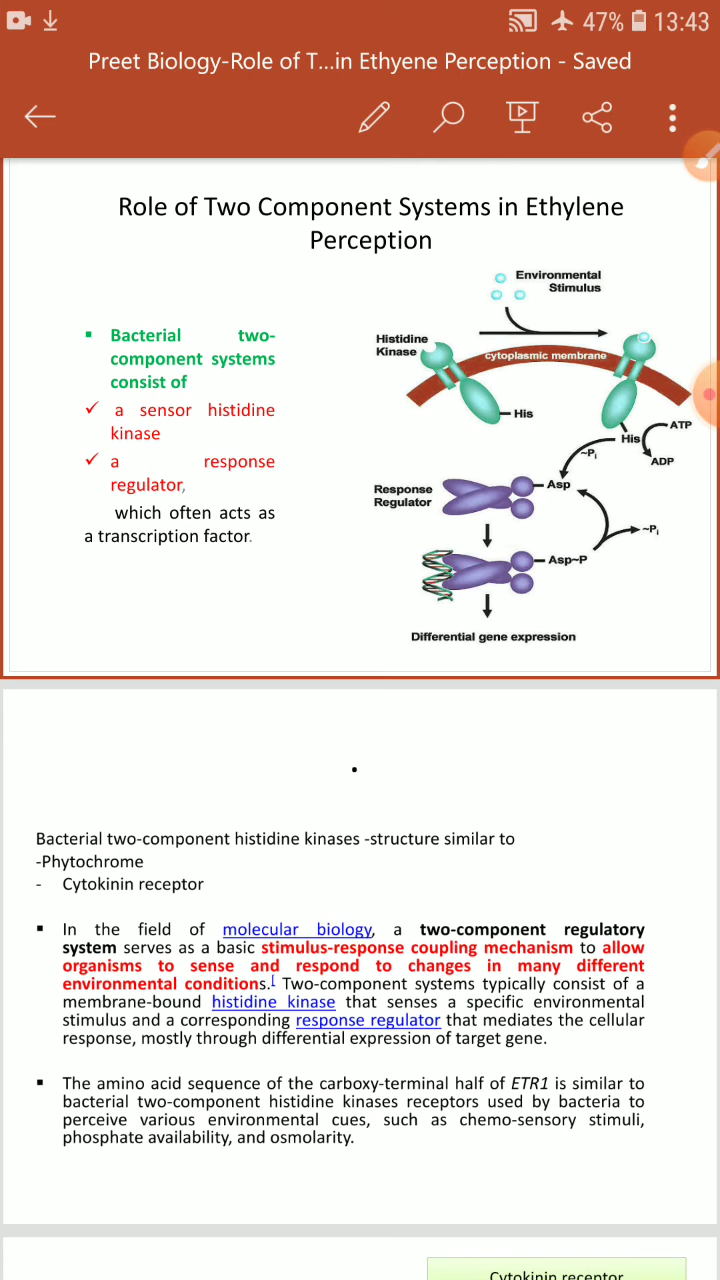 47% 13:43
Preet Biology-Role of T...in Ethyene Perception - Saved
Role of Two Component Systems in Ethylene
Perception
▪ Bacterial two-
component systems
consist of
✓ a sensor histidine
kinase
✓ a response
regulator,
which often acts as
a transcription factor.
Environmental
Stimulus
Histidine
Kinase
cytoplasmic membrane
His
His
ATP
~Pi
ADP
Response
Regulator
Asp
~Pi
Asp~P
Differential gene expression
.
Bacterial two-component histidine kinases -structure similar to
-Phytochrome
- Cytokinin receptor
▪ In the field of molecular biology, a two-component regulatory
system serves as a basic stimulus-response coupling mechanism to allow
organisms to sense and respond to changes in many different
environmental conditions.[ Two-component systems typically consist of a
membrane-bound histidine kinase that senses a specific environmental
stimulus and a corresponding response regulator that mediates the cellular
response, mostly through differential expression of target gene.
▪ The amino acid sequence of the carboxy-terminal half of ETR1 is similar to
bacterial two-component histidine kinases receptors used by bacteria to
perceive various environmental cues, such as chemo-sensory stimuli,
phosphate availability, and osmolarity.
Cytokinin receptor